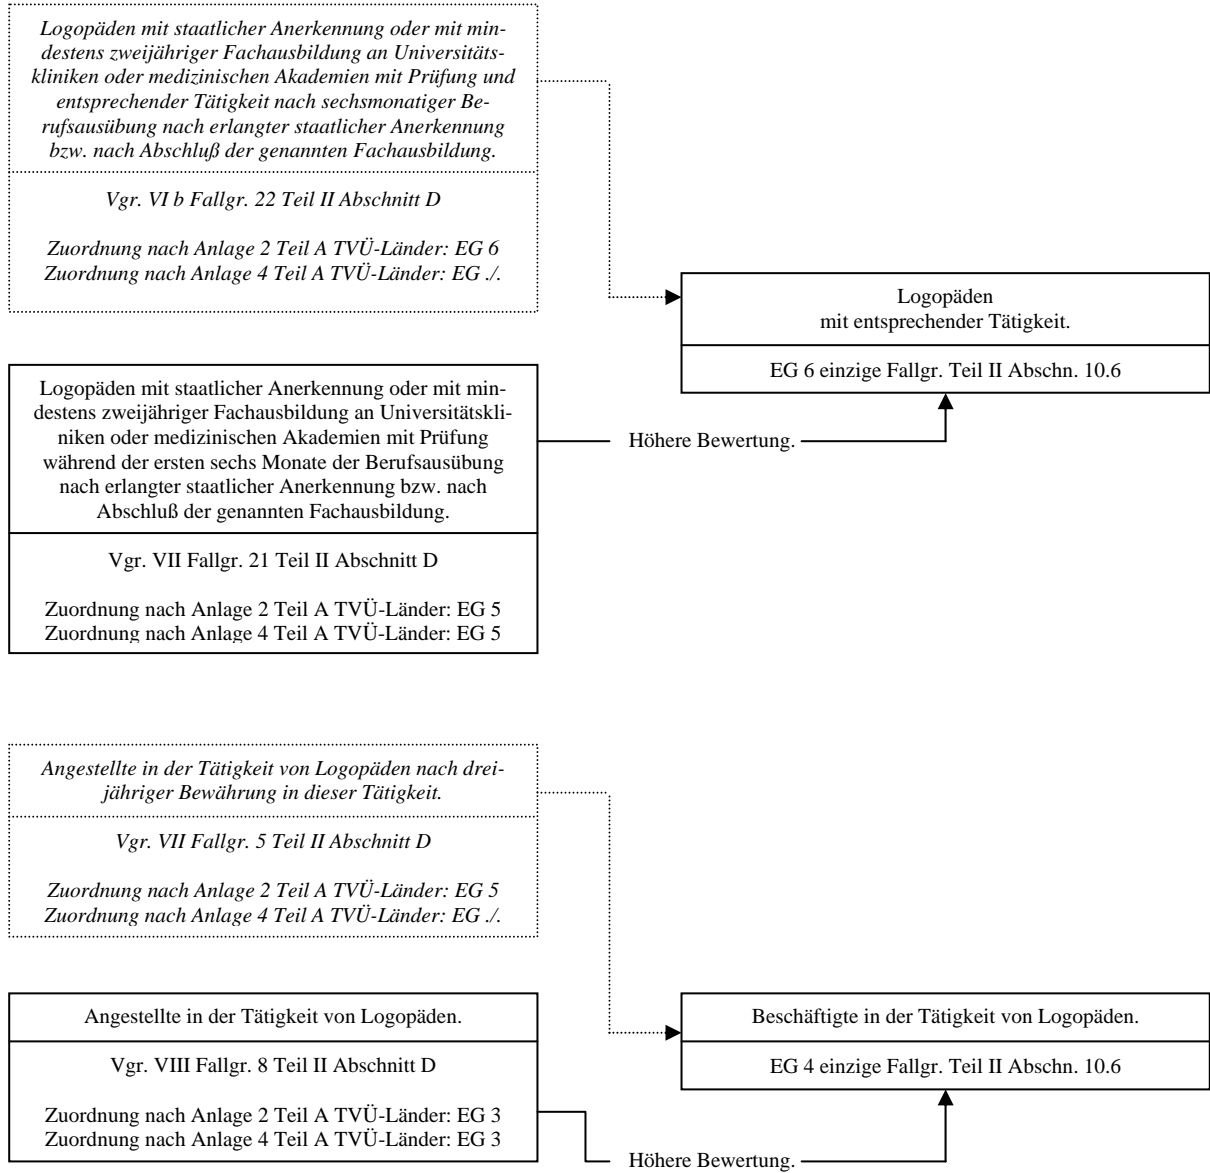 Logopäden mit staatlicher Anerkennung oder mit min-
destens zweijähriger Fachausbildung an Universitäts-
kliniken oder medizinischen Akademien mit Prüfung und
entsprechender Tätigkeit nach sechsmonatiger Be-
rufsausübung nach erlangter staatlicher Anerkennung
bzw. nach Abschluß der genannten Fachausbildung.
Vgr. VI b Fallgr. 22 Teil II Abschnitt D
Zuordnung nach Anlage 2 Teil A TVÜ-Länder: EG 6
Zuordnung nach Anlage 4 Teil A TVÜ-Länder: EG ./.
Logopäden
mit entsprechender Tätigkeit.
EG 6 einzige Fallgr. Teil II Abschn. 10.6
Logopäden mit staatlicher Anerkennung oder mit min-
destens zweijähriger Fachausbildung an Universitätskli-
niken oder medizinischen Akademien mit Prüfung
während der ersten sechs Monate der Berufsausübung
nach erlangter staatlicher Anerkennung bzw. nach
Abschluß der genannten Fachausbildung.
Höhere Bewertung.
Vgr. VII Fallgr. 21 Teil II Abschnitt D
Zuordnung nach Anlage 2 Teil A TVÜ-Länder: EG 5
Zuordnung nach Anlage 4 Teil A TVÜ-Länder: EG 5
Angestellte in der Tätigkeit von Logopäden nach drei-
jähriger Bewährung in dieser Tätigkeit.
Vgr. VII Fallgr. 5 Teil II Abschnitt D
Zuordnung nach Anlage 2 Teil A TVÜ-Länder: EG 5
Zuordnung nach Anlage 4 Teil A TVÜ-Länder: EG ./.
Angestellte in der Tätigkeit von Logopäden.
Vgr. VIII Fallgr. 8 Teil II Abschnitt D
Zuordnung nach Anlage 2 Teil A TVÜ-Länder: EG 3
Zuordnung nach Anlage 4 Teil A TVÜ-Länder: EG 3
Beschäftigte in der Tätigkeit von Logopäden.
EG 4 einzige Fallgr. Teil II Abschn. 10.6
Höhere Bewertung.